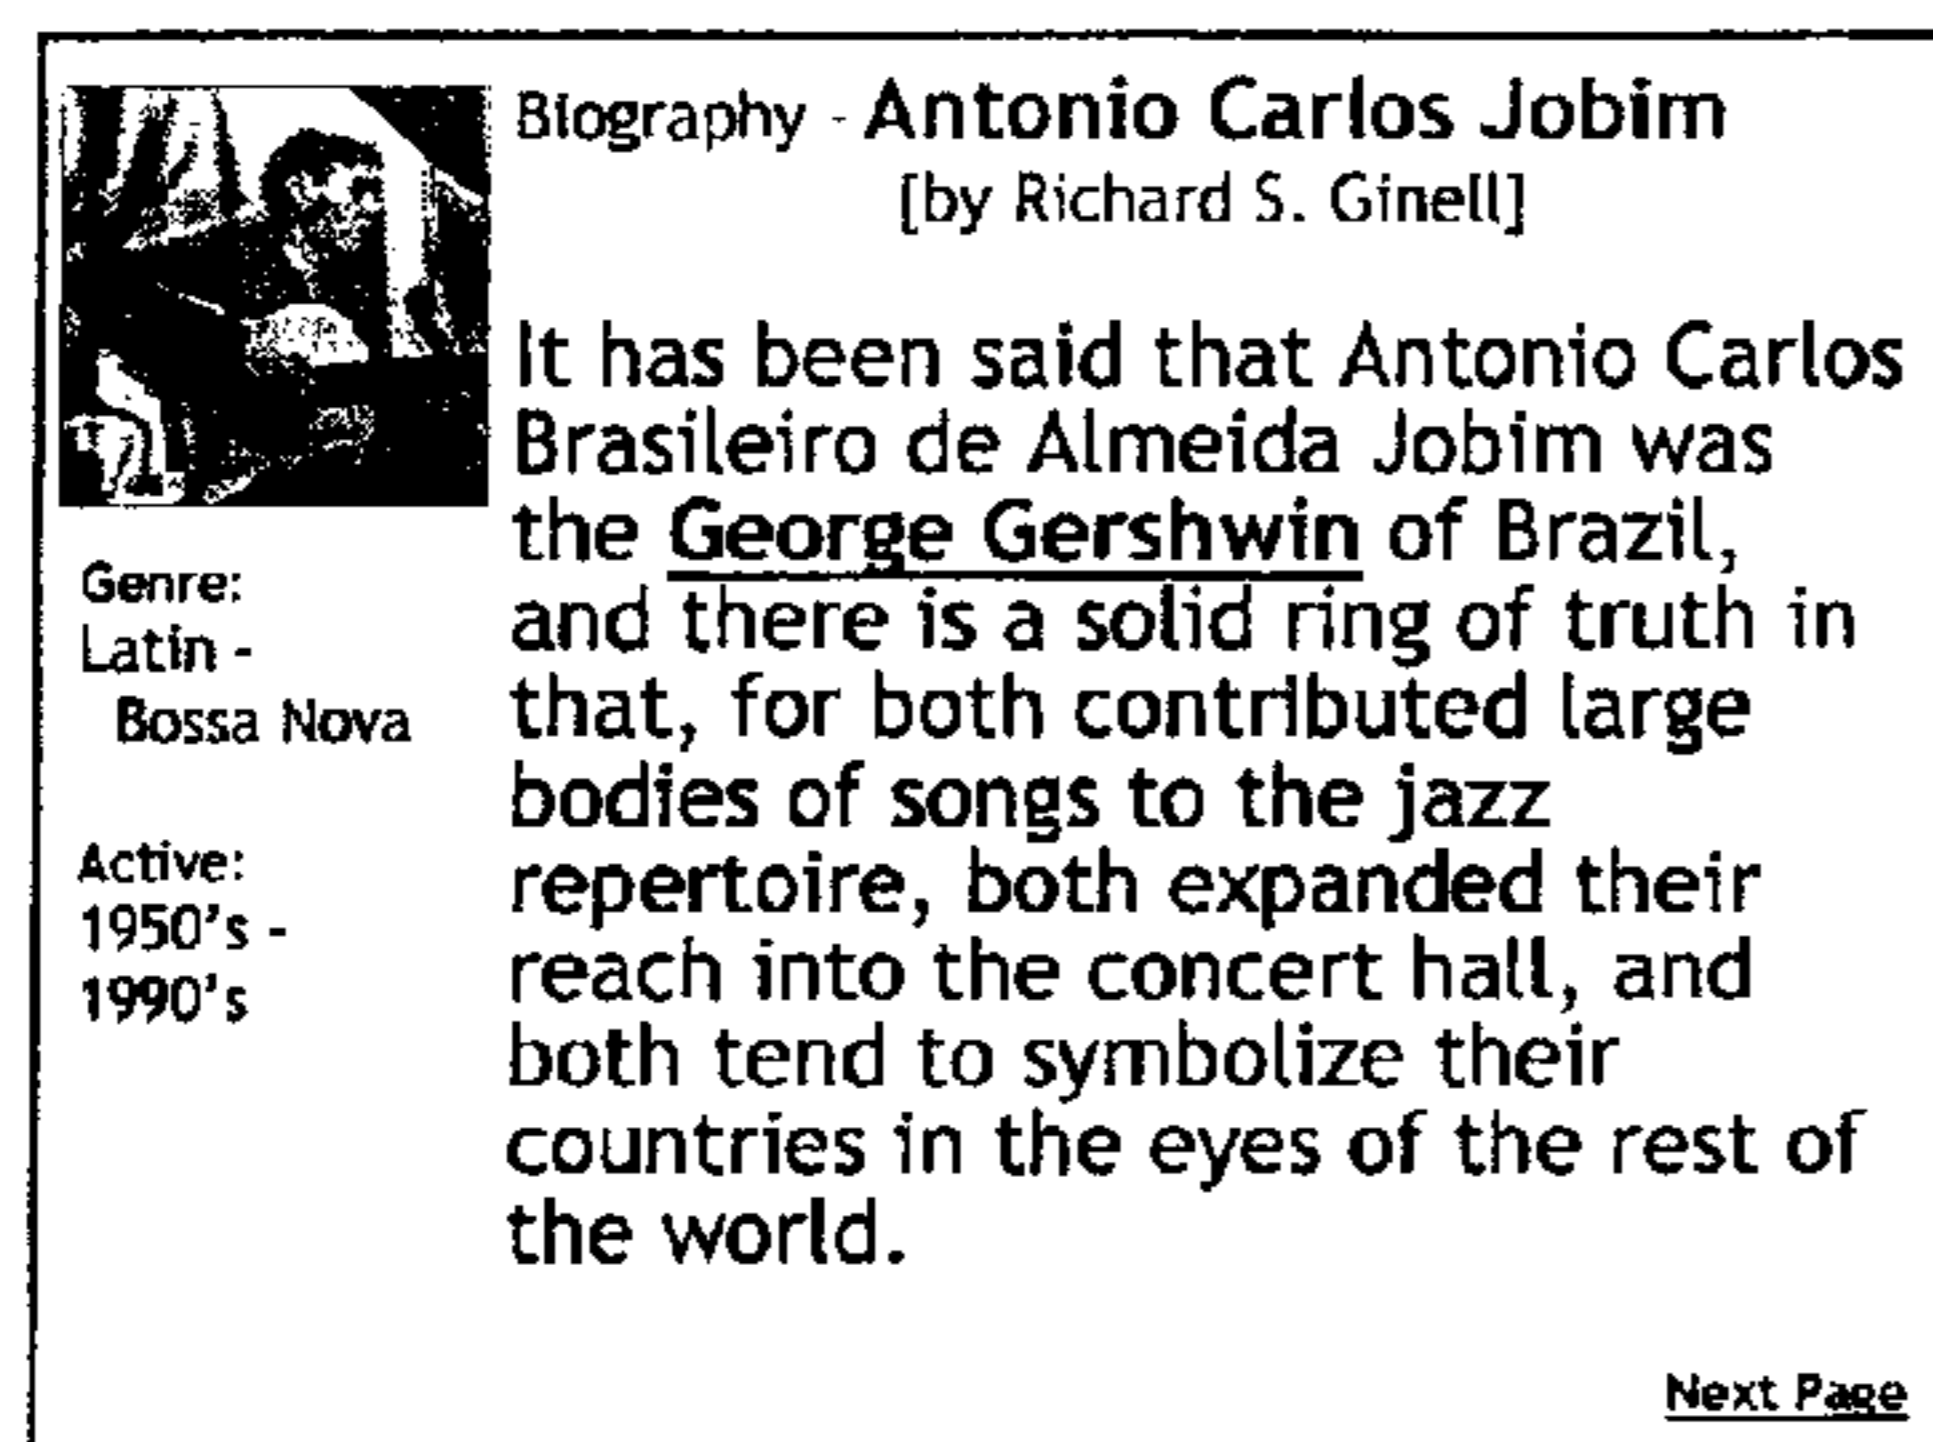 Biography - Antonio Carlos Jobim
[by Richard S. Ginell]
It has been said that Antonio Carlos
Brasileiro de Almeida Jobim was
the George Gershwin of Brazil,
and there is a solid ring of truth in
that, for both contributed large
bodies of songs to the jazz
repertoire, both expanded their
reach into the concert hall, and
both tend to symbolize their
countries in the eyes of the rest of
the world.
Genre:
Latin -
Bossa Nova
Active:
1950's -
1990's
Next Page